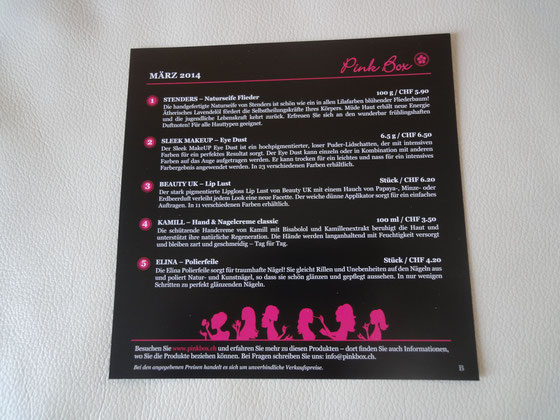 Pink Box
MÄRZ 2014
1 STENDERS – Naturseife Flieder 100 g / CHF 5.90
Die handgefertigte Naturseife von Stenders ist schön wie ein in allen Lilafarben blühender Fliederbaum!
Ätherisches Lavendelöl fördert die Selbstheilungskräfte Ihres Körpers. Müde Haut erhält neue Energie
und die jugendliche Lebenskraft kehrt zurück. Erfreuen Sie sich an den wunderbar frühlingshaften
Duftnoten! Für alle Hauttypen geeignet.
2 SLEEK MAKEUP – Eye Dust 6.5 g / CHF 6.50
Der Sleek MakeUP Eye Dust ist ein hochpigmentierter, loser Puder-Lidschatten, der mit intensiven
Farben für ein perfektes Resultat sorgt. Der Eye Dust kann einzeln oder in Kombination mit anderen
Farben auf das Auge aufgetragen werden. Er kann trocken für ein leichtes und nass für ein intensives
Farbergebnis angewendet werden. In 23 verschiedenen Farben erhältlich.
3 BEAUTY UK – Lip Lust Stück / CHF 6.20
Der stark pigmentierte Lipgloss Lip Lust von Beauty UK mit einem Hauch von Papaya-, Minze- oder
Erdbeerduft verleiht jedem Look eine neue Facette. Der weiche dünne Applikator sorgt für ein einfaches
Auftragen. In 11 verschiedenen Farben erhältlich.
4 KAMILL – Hand & Nagelcreme classic 100 ml / CHF 3.50
Die schützende Handcreme von Kamill mit Bisabolol und Kamillenextrakt beruhigt die Haut und
unterstützt ihre natürliche Regeneration. Die Hände werden langanhaltend mit Feuchtigkeit versorgt
und bleiben zart und geschmeidig – Tag für Tag.
5 ELINA – Polierfeile Stück / CHF 4.20
Die Elina Polierfeile sorgt für traumhafte Nägel! Sie gleicht Rillen und Unebenheiten auf den Nägeln aus
und poliert Natur- und Kunstnägel, so dass sie schön glänzen und gepflegt aussehen. In nur wenigen
Schritten zu perfekt glänzenden Nägeln.
Besuchen Sie www.pinkbox.ch und erfahren Sie mehr zu diesen Produkten – dort finden Sie auch Informationen,
wo Sie die Produkte beziehen können. Bei Fragen schreiben Sie uns: info@pinkbox.ch.
Bei den angegebenen Preisen handelt es sich um unverbindliche Verkaufspreise.
B